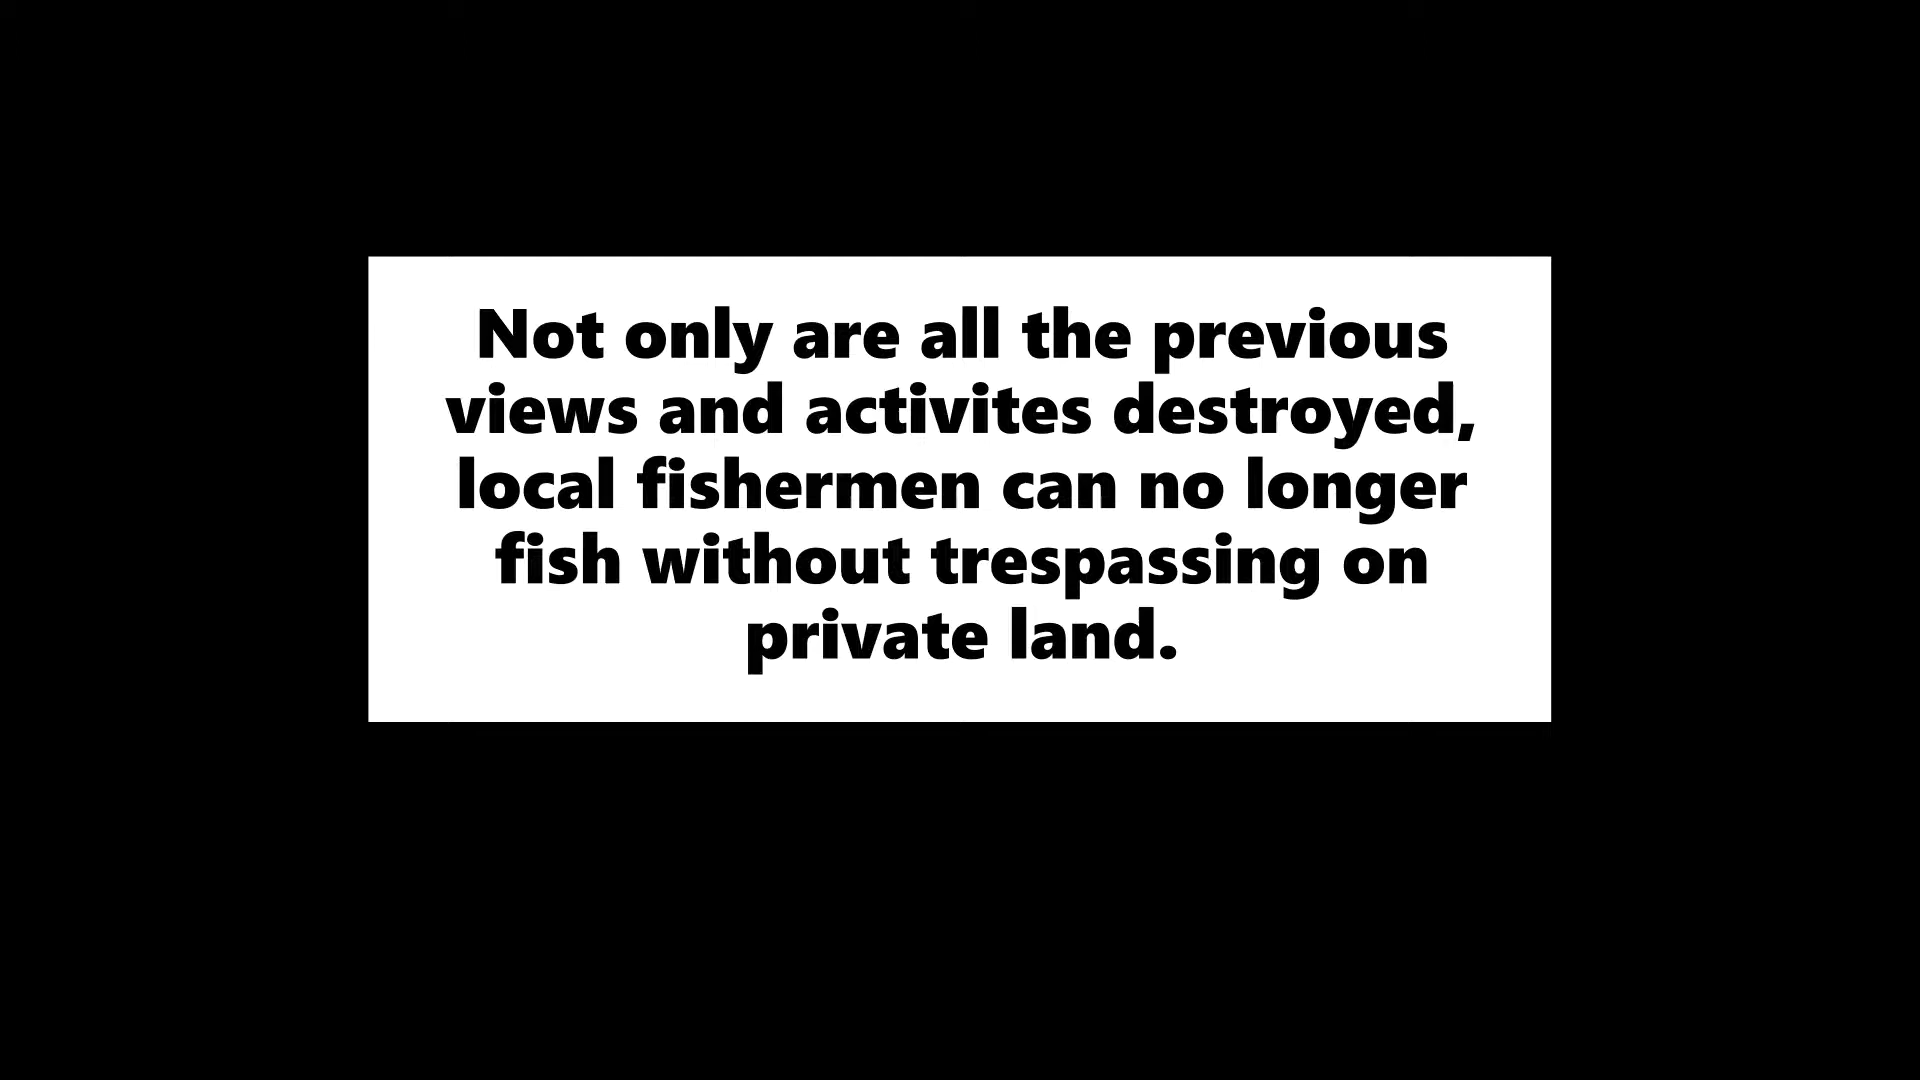 Not only are all the previous
views and activites destroyed,
local fishermen can no longer
fish without trespassing on
private land.